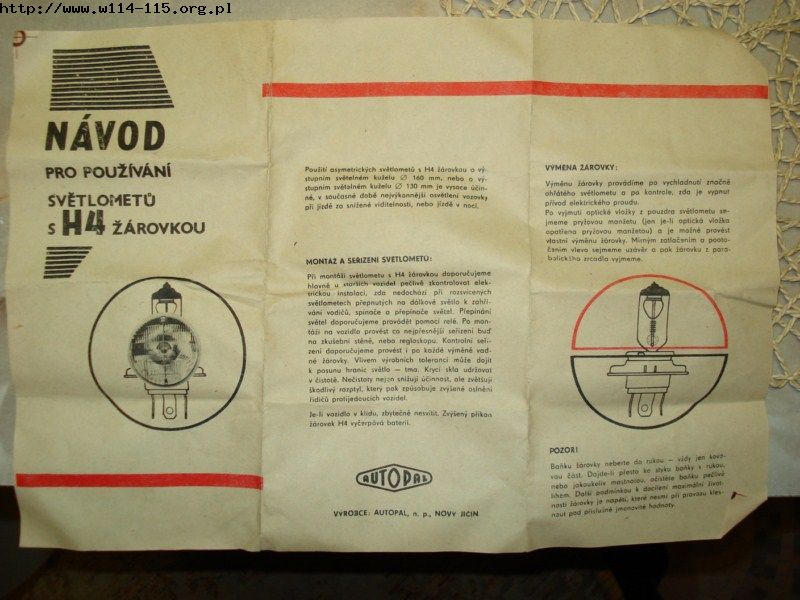 http://www.w114-115.org.pl
NÁVOD
PRO POUŽÍVÁNÍ
SVĚTLOMETŮ
S H4 ŽÁROVKOU
Použití asymetrických světlometů s H4 žárovkou o vý-
stupním světelném kuželu ∅ 160 mm, nebo o vý-
stupním světelném kuželu ∅ 130 mm je vysoce účin-
né, v současné době nejvýkonnější osvětlení vozovky
při jízdě za snížené viditelnosti, nebo jízdě v noci.
MONTÁŽ A SEŘÍZENÍ SVĚTLOMETU:
Při montáži světlometu s H4 žárovkou doporučujeme
hlavně u starších vozidel pečlivě zkontrolovat elek-
trickou instalaci, zda nedochází při rozsvícených
světlometech přepnutých na dálkové světlo k zahří-
vání vodičů, spínače a přepínače světel. Přepínání
světel doporučujeme provádět pomocí relé. Po mon-
táži na vozidlo provést co nejpřesnější seřízení buď
na zkušební stěně, nebo regloskopu. Kontrolní seří-
zení doporučujeme provést i po každé výměně vad-
né žárovky. Vlivem výrobních tolerancí může dojít
k posunu hranic světlo — tma. Krycí skla udržovat
v čistotě. Nečistoty nejen snižují účinnost, ale zvětšují
škodlivý rozptyl, který pak způsobuje zvýšené oslnění
řidičů protijedoucích vozidel.
Je-li vozidlo v klidu, zbytečně nesvítit. Zvýšený příkon
žárovek H4 vyčerpává baterii.
AUTOPAL
VÝROBCE: AUTOPAL, n. p., NOVÝ JIČÍN
VÝMĚNA ŽÁROVKY:
Výměnu žárovky provádíme po vychladnutí značně
ohřátého světlometu a po kontrole, zda je vypnut
přívod elektrického proudu.
Po vyjmutí optické vložky z pouzdra světlometu se-
jmeme pryžovou manžetu (jen je-li optická vložka
opatřena pryžovou manžetou) a je možné provést
vlastní výměnu žárovky. Mírným zatlačením a pooto-
čením vlevo sejmeme uzávěr a pak žárovku z para-
bolického zrcadla vyjmeme.
POZOR!
Baňku žárovky neberte do rukou — vždy jen kovo-
vou část. Dojde-li přesto ke styku baňky s rukou,
nebo jakoukoliv mastnotou, očistěte baňku pečlivě
lihem. Další podmínkou k docílení maximální život-
nosti žárovky je napětí, které nesmí při provozu kles-
nout pod příslušné jmenovité hodnoty.